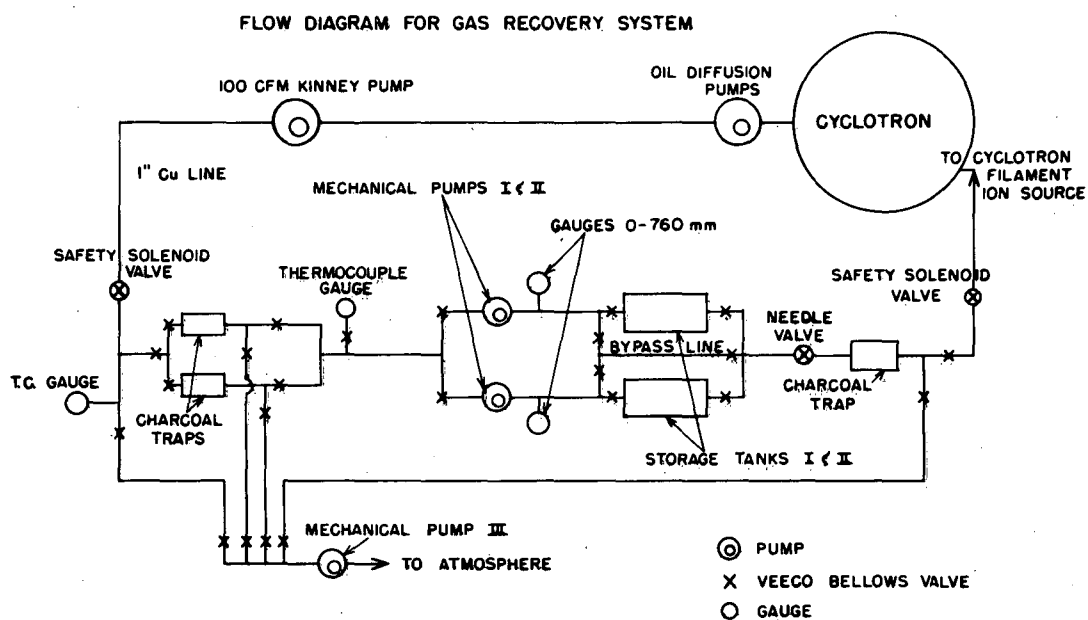 FLOW DIAGRAM FOR GAS RECOVERY SYSTEM
100 CFM KINNEY PUMP
OIL DIFFUSION
PUMPS
CYCLOTRON
1" Cu LINE
TO CYCLOTRON
FILAMENT
ION SOURCE
MECHANICAL PUMPS I & II
GAUGES 0-760 mm
SAFETY SOLENOID
VALVE
THERMOCOUPLE
GAUGE
SAFETY SOLENOID
VALVE
NEEDLE
VALVE
BYPASS LINE
T.C. GAUGE
CHARCOAL
TRAPS
CHARCOAL
TRAP
STORAGE TANKS I & II
MECHANICAL PUMP III
TO ATMOSPHERE
PUMP
VEECO BELLOWS VALVE
GAUGE